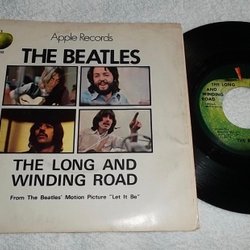 Apple Records
THE BEATLES
THE LONG AND
WINDING ROAD
From The Beatles' Motion Picture "Let It Be"
THE LONG AND
WINDING ROAD